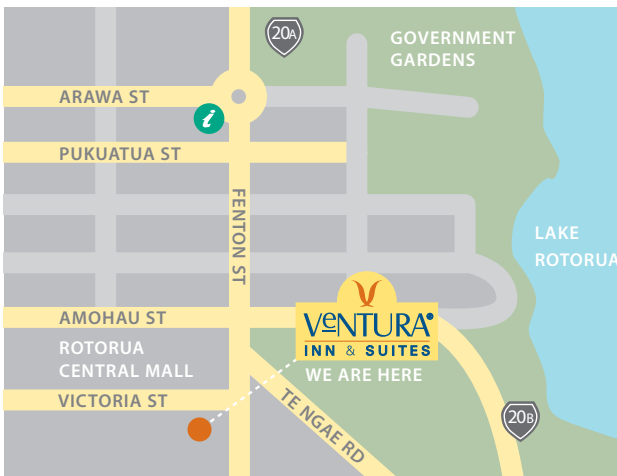 20A
GOVERNMENT
GARDENS
ARAWA ST
i
PUKUATUA ST
FENTON ST
LAKE
ROTORUA
AMOHAU ST
VeNTURA
INN & SUITES
ROTORUA
CENTRAL MALL
WE ARE HERE
VICTORIA ST
TE NGAE RD
20B